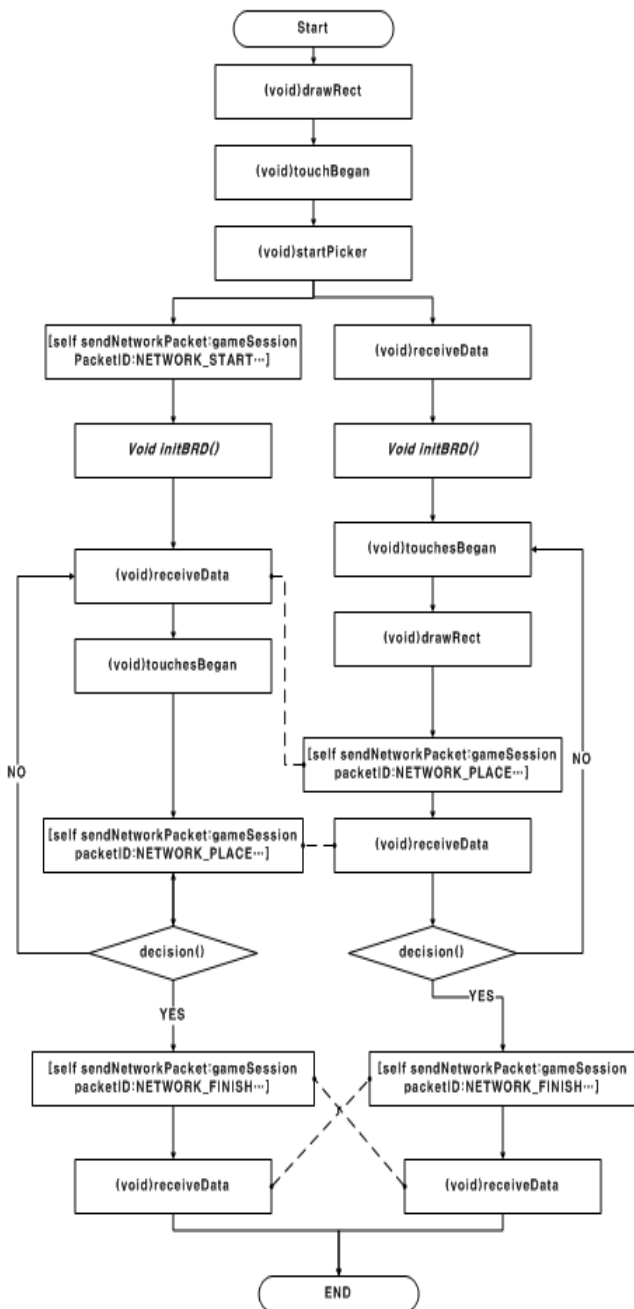 Start
(void)drawRect
(void)touchBegan
(void)startPicker
[self sendNetworkPacket:gameSession
PacketID:NETWORK_START…]
(void)receiveData
Void initBRD()
Void initBRD()
(void)touchesBegan
(void)receiveData
(void)drawRect
(void)touchesBegan
[self sendNetworkPacket:gameSession
packetID:NETWORK_PLACE…]
NO
NO
[self sendNetworkPacket:gameSession
packetID:NETWORK_PLACE…]
(void)receiveData
decision()
decision()
YES
YES
[self sendNetworkPacket:gameSession
packetID:NETWORK_FINISH…]
[self sendNetworkPacket:gameSession
packetID:NETWORK_FINISH…]
(void)receiveData
(void)receiveData
END